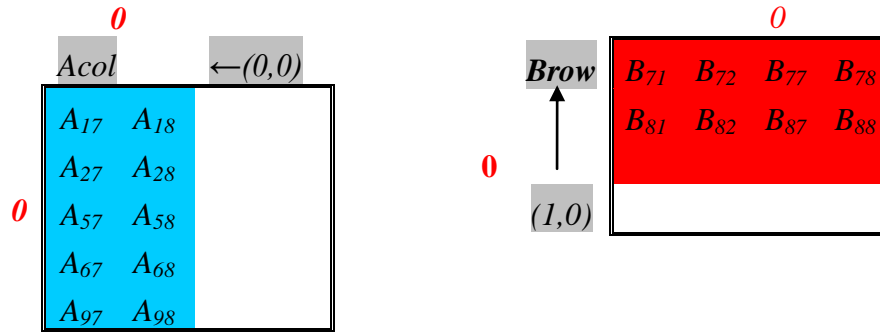 0
Acol ←(0,0)
A17 A18
A27 A28
0 A57 A58
A67 A68
A97 A98
0
Brow B71 B72 B77 B78
B81 B82 B87 B88
0
(1,0)